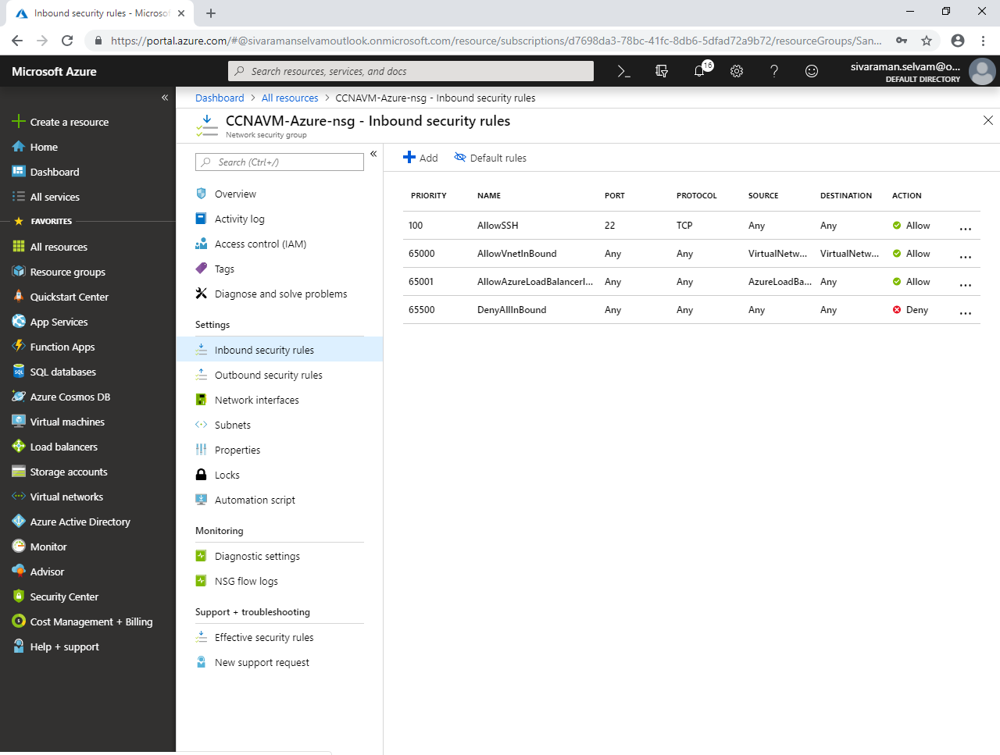 Inbound security rules - Microsof
https://portal.azure.com/#@sivaramanselvamoutlook.onmicrosoft.com/resource/subscriptions/d7698da3-78bc-41fc-8db6-5dfad72a9b72/resourceGroups/San...
Microsoft Azure
Search resources, services, and docs
16
sivaraman.selvam@o...
DEFAULT DIRECTORY
Create a resource
Home
Dashboard
All services
FAVORITES
All resources
Resource groups
Quickstart Center
App Services
Function Apps
SQL databases
Azure Cosmos DB
Virtual machines
Load balancers
Storage accounts
Virtual networks
Azure Active Directory
Monitor
Advisor
Security Center
Cost Management + Billing
Help + support
Dashboard > All resources > CCNAVM-Azure-nsg - Inbound security rules
CCNAVM-Azure-nsg - Inbound security rules
Network security group
Search (Ctrl+/)
Overview
Activity log
Access control (IAM)
Tags
Diagnose and solve problems
Settings
Inbound security rules
Outbound security rules
Network interfaces
Subnets
Properties
Locks
Automation script
Monitoring
Diagnostic settings
NSG flow logs
Support + troubleshooting
Effective security rules
New support request
Add Default rules
PRIORITY NAME PORT PROTOCOL SOURCE DESTINATION ACTION
100 AllowSSH 22 TCP Any Any Allow ...
65000 AllowVnetInBound Any Any VirtualNetw... VirtualNetw... Allow ...
65001 AllowAzureLoadBalancerI... Any Any AzureLoadBa... Any Allow ...
65500 DenyAllInBound Any Any Any Any Deny ...